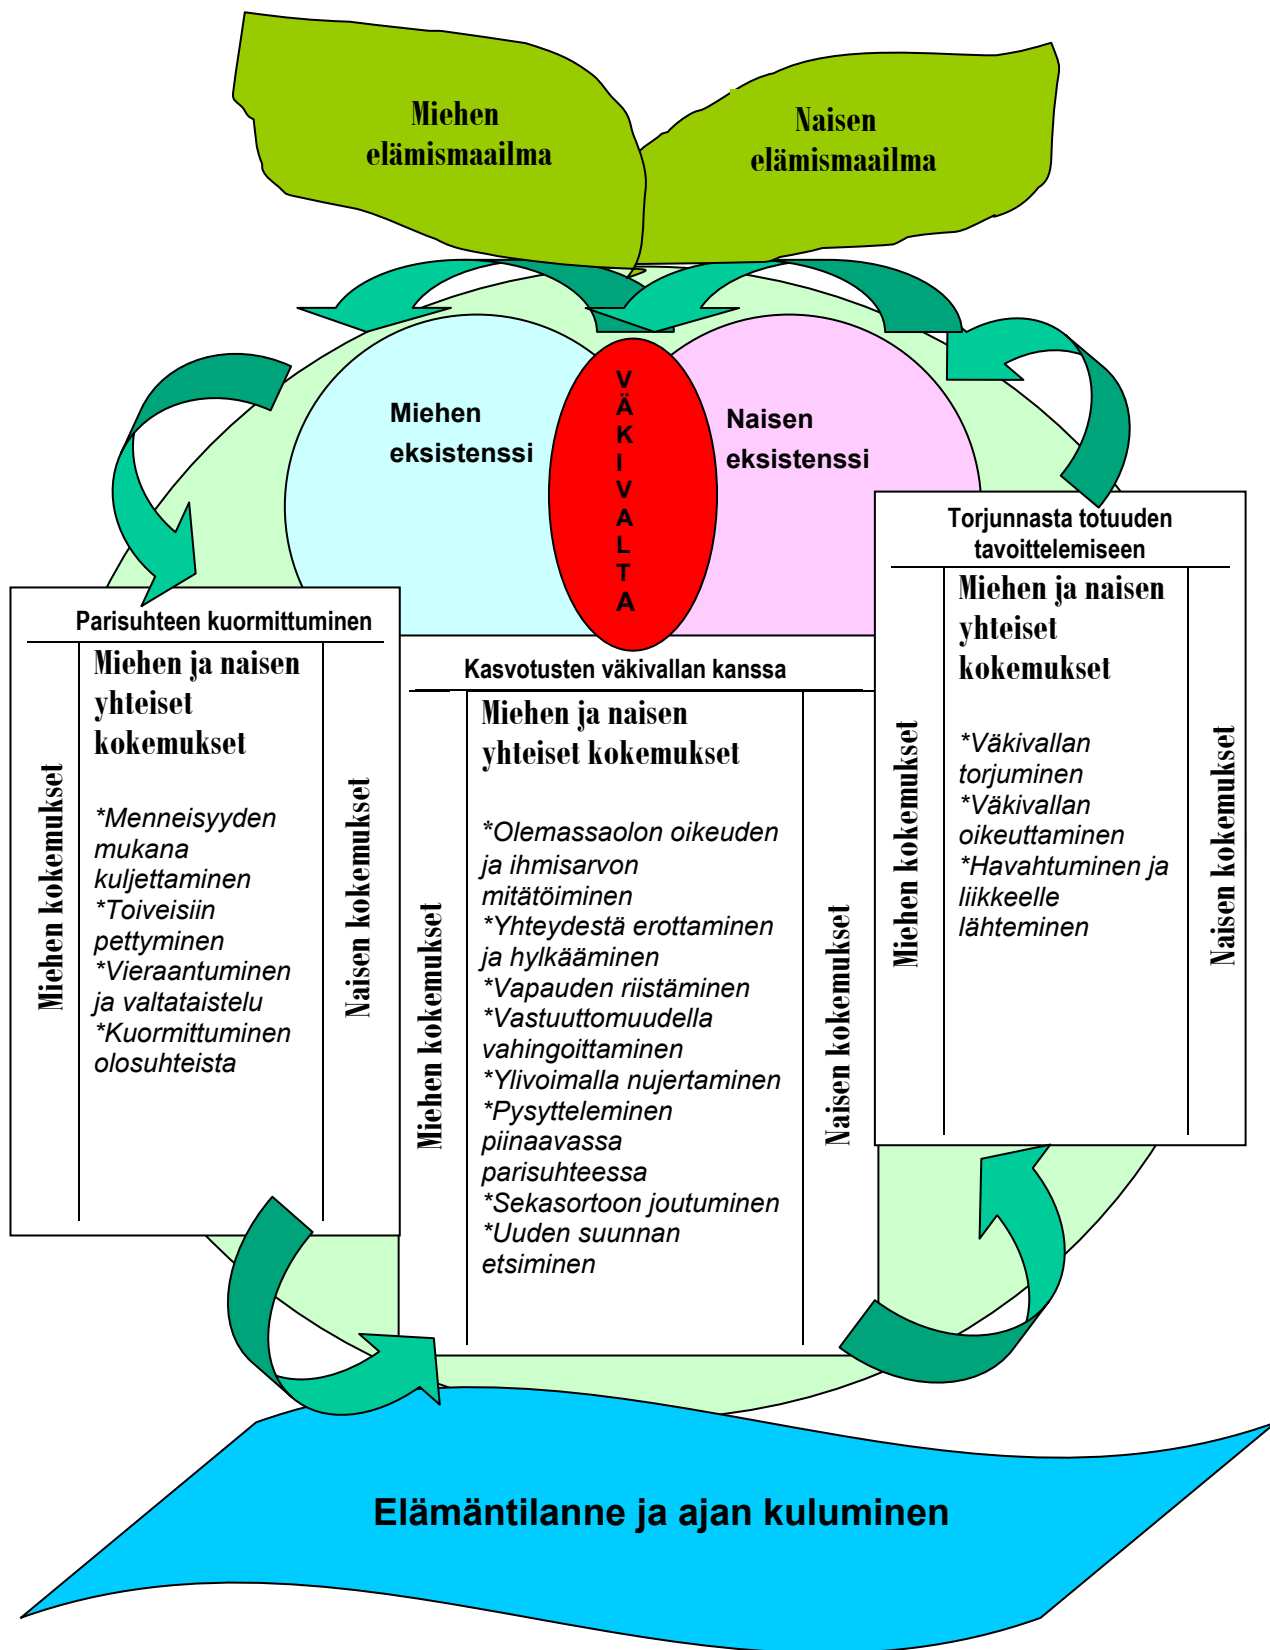 Miehen
elämismaailma
Naisen
elämismaailma
Miehen
eksistenssi
VÄKIVALTA
Naisen
eksistenssi
Parisuhteen kuormittuminen
Miehen kokemukset
Miehen ja naisen
yhteiset
kokemukset
*Menneisyyden
mukana
kuljettaminen
*Toiveisiin
pettyminen
*Vieraantuminen
ja valtataistelu
*Kuormittuminen
olosuhteista
Naisen kokemukset
Kasvotusten väkivallan kanssa
Miehen kokemukset
Miehen ja naisen
yhteiset kokemukset
*Olemassaolon oikeuden
ja ihmisarvon
mitätöiminen
*Yhteydestä erottaminen
ja hylkääminen
*Vapauden riistäminen
*Vastuuttomuudella
vahingoittaminen
*Ylivoimalla nujertaminen
*Pysytteleminen
piinaavassa
parisuhteessa
*Sekasortoon joutuminen
*Uuden suunnan
etsiminen
Naisen kokemukset
Torjunnasta totuuden
tavoittelemiseen
Miehen kokemukset
Miehen ja naisen
yhteiset
kokemukset
*Väkivallan
torjuminen
*Väkivallan
oikeuttaminen
*Havahtuminen ja
liikkeelle
lähteminen
Naisen kokemukset
Elämäntilanne ja ajan kuluminen